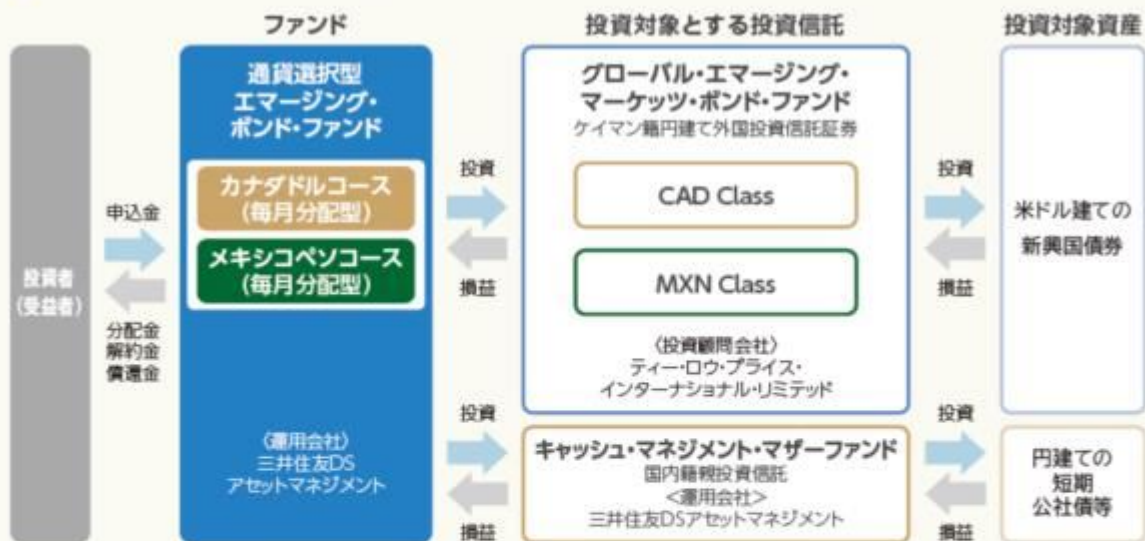 ファンド
投資対象とする投資信託
投資対象資産
投資者
(受益者)
申込金
分配金
解約金
償還金
通貨選択型
エマージング・
ボンド・ファンド
カナダドルコース
(毎月分配型)
メキシコペソコース
(毎月分配型)
〈運用会社〉
三井住友DS
アセットマネジメント
投資
損益
投資
損益
グローバル・エマージング・
マーケッツ・ボンド・ファンド
ケイマン籍円建て外国投資信託証券
CAD Class
MXN Class
〈投資顧問会社〉
ティー・ロウ・プライス・
インターナショナル・リミテッド
キャッシュ・マネジメント・マザーファンド
国内籍親投資信託
<運用会社>
三井住友DSアセットマネジメント
投資
損益
投資
損益
米ドル建ての
新興国債券
円建ての
短期
公社債等